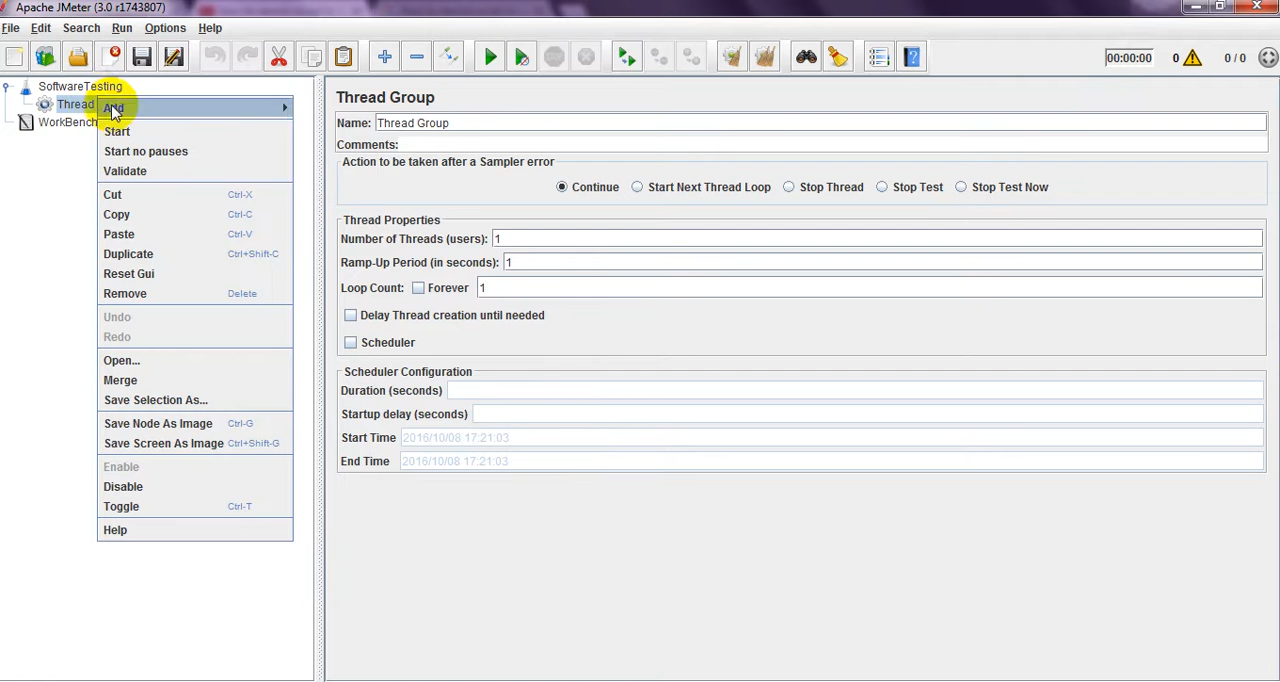 Apache JMeter (3.0 r1743807)
File Edit Search Run Options Help
00:00:00 0 0 / 0
SoftwareTesting
Thread
WorkBench
Add
Start
Start no pauses
Validate
Cut Ctrl-X
Copy Ctrl-C
Paste Ctrl-V
Duplicate Ctrl+Shift-C
Reset Gui
Remove Delete
Undo
Redo
Open...
Merge
Save Selection As...
Save Node As Image Ctrl-G
Save Screen As Image Ctrl+Shift-G
Enable
Disable
Toggle Ctrl-T
Help
Thread Group
Name: Thread Group
Comments:
Action to be taken after a Sampler error
Continue Start Next Thread Loop Stop Thread Stop Test Stop Test Now
Thread Properties
Number of Threads (users): 1
Ramp-Up Period (in seconds): 1
Loop Count: Forever 1
Delay Thread creation until needed
Scheduler
Scheduler Configuration
Duration (seconds)
Startup delay (seconds)
Start Time 2016/10/08 17:21:03
End Time 2016/10/08 17:21:03